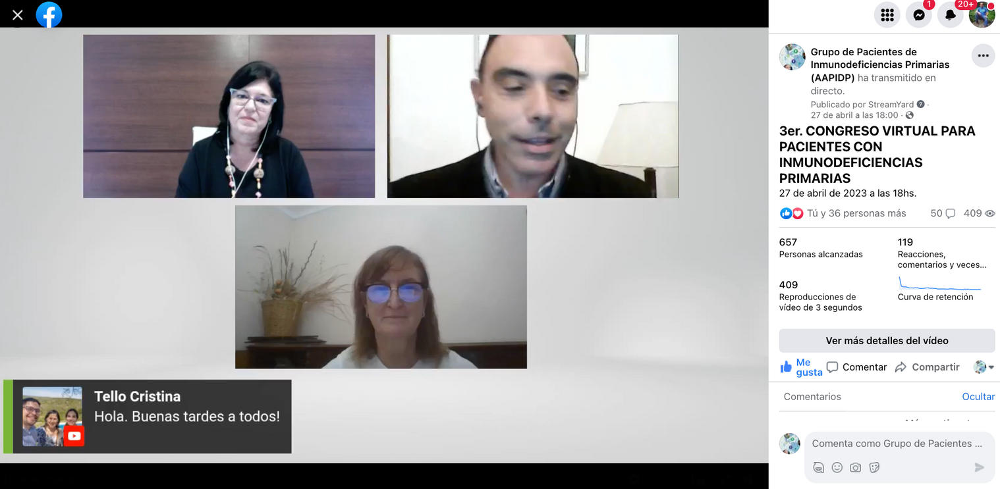 1
20+
Grupo de Pacientes de
Inmunodeficiencias Primarias
(AAPIDP) ha transmitido en
directo.
Publicado por StreamYard ·
27 de abril a las 18:00 ·
3er. CONGRESO VIRTUAL PARA
PACIENTES CON
INMUNODEFICIENCIAS
PRIMARIAS
27 de abril de 2023 a las 18hs.
Tú y 36 personas más 50 409
657
Personas alcanzadas
119
Reacciones,
comentarios y veces...
409
Reproducciones de
vídeo de 3 segundos
Curva de retención
Ver más detalles del vídeo
Me gusta Comentar Compartir
Comentarios Ocultar
Comenta como Grupo de Pacientes ...
Tello Cristina
Hola. Buenas tardes a todos!